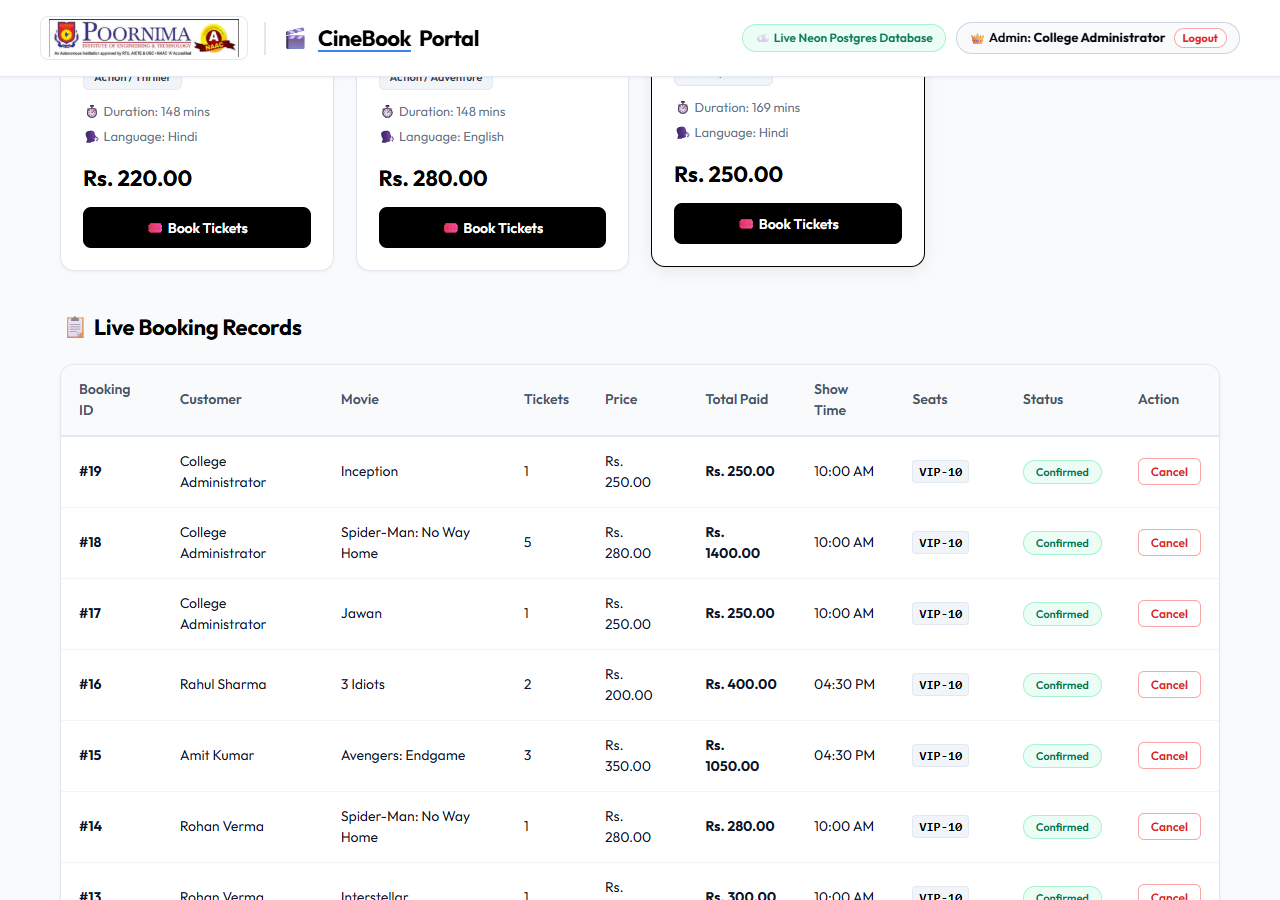 POORNIMA
INSTITUTE OF ENGINEERING & TECHNOLOGY
A
NAAC
CineBook Portal
Live Neon Postgres Database
Admin: College Administrator
Logout
Action / Thriller
Action / Adventure
Duration: 148 mins
Duration: 148 mins
Duration: 169 mins
Language: Hindi
Language: English
Language: Hindi
Rs. 220.00
Rs. 280.00
Rs. 250.00
Book Tickets
Book Tickets
Book Tickets
Live Booking Records
Booking ID Customer Movie Tickets Price Total Paid Show Time Seats Status Action
#19 College Administrator Inception 1 Rs. 250.00 Rs. 250.00 10:00 AM VIP-10 Confirmed Cancel
#18 College Administrator Spider-Man: No Way Home 5 Rs. 280.00 Rs. 1400.00 10:00 AM VIP-10 Confirmed Cancel
#17 College Administrator Jawan 1 Rs. 250.00 Rs. 250.00 10:00 AM VIP-10 Confirmed Cancel
#16 Rahul Sharma 3 Idiots 2 Rs. 200.00 Rs. 400.00 04:30 PM VIP-10 Confirmed Cancel
#15 Amit Kumar Avengers: Endgame 3 Rs. 350.00 Rs. 1050.00 04:30 PM VIP-10 Confirmed Cancel
#14 Rohan Verma Spider-Man: No Way Home 1 Rs. 280.00 Rs. 280.00 10:00 AM VIP-10 Confirmed Cancel
#13 Rohan Verma Interstellar 1 Rs. Rs. 300.00 10:00 AM VIP-10 Confirmed Cancel